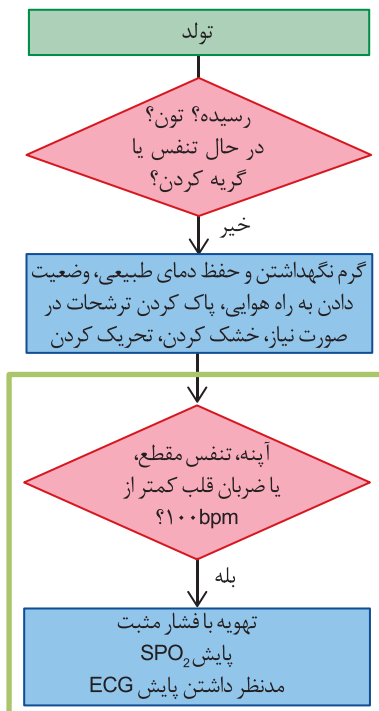 تولد
رسیده؟ تون؟
در حال تنفس یا
گریه کردن؟
خیر
گرم نگهداشتن و حفظ دمای طبیعی، وضعیت
دادن به راه هوایی، پاک کردن ترشحات در
صورت نیاز، خشک کردن، تحریک کردن
آپنه، تنفس مقطع،
یا ضربان قلب کمتر از
۱۰۰bpm؟
بله
تهویه با فشار مثبت
پایش SPO₂
مدنظر داشتن پایش ECG